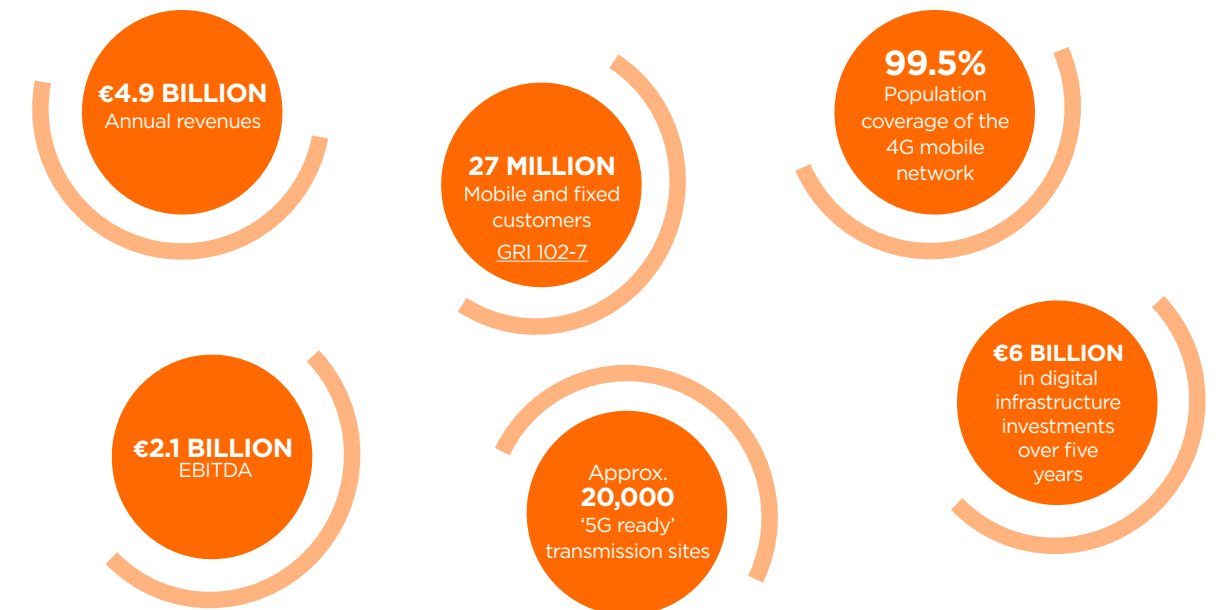 €4.9 BILLION
Annual revenues
27 MILLION
Mobile and fixed
customers
GRI 102-7
99.5%
Population
coverage of the
4G mobile
network
€2.1 BILLION
EBITDA
Approx.
20,000
‘5G ready’
transmission sites
€6 BILLION
in digital
infrastructure
investments
over five
years